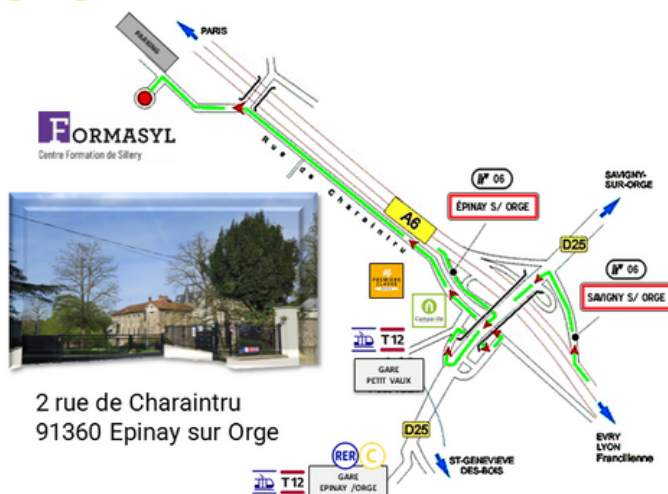 PARIS
PARKING
FORMASYL
Centre Formation de Sillery
Rue de Charaintru
A6
N° 06
ÉPINAY S/ ORGE
SAVIGNY-
SUR-ORGE
D25
N° 06
SAVIGNY S/ ORGE
PREMIERE
CLASSE
Campanile
T12
GARE
PETIT VAUX
2 rue de Charaintru
91360 Epinay sur Orge
D25
EVRY
LYON
Francilienne
ST-GENEVIEVE
DES-BOIS
RER C
T12
GARE
EPINAY /ORGE